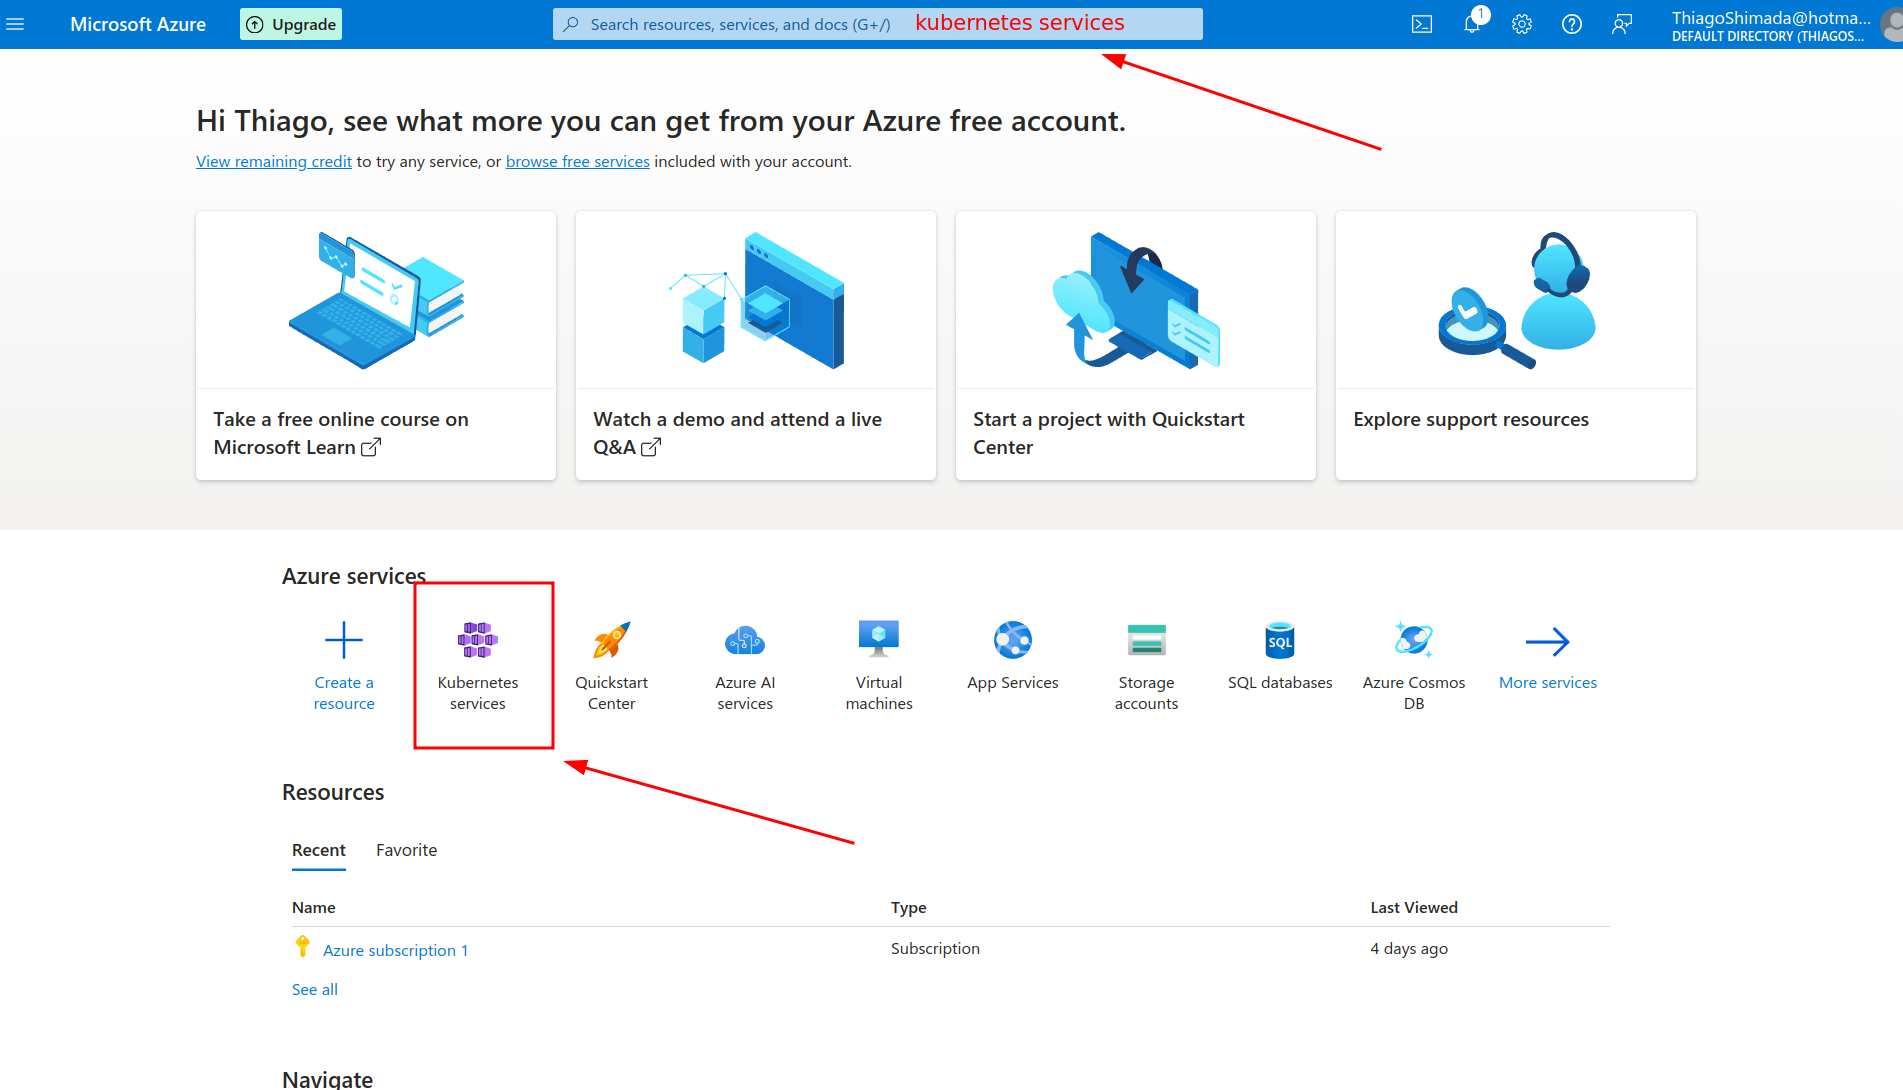 Microsoft Azure
Upgrade
Search resources, services, and docs (G+/)
kubernetes services
1
ThiagoShimada@hotma...
DEFAULT DIRECTORY (THIAGOS...
Hi Thiago, see what more you can get from your Azure free account.
View remaining credit to try any service, or browse free services included with your account.
Take a free online course on
Microsoft Learn
Watch a demo and attend a live
Q&A
Start a project with Quickstart
Center
Explore support resources
Azure services
Create a
resource
Kubernetes
services
Quickstart
Center
Azure AI
services
Virtual
machines
App Services
Storage
accounts
SQL
SQL databases
Azure Cosmos
DB
More services
Resources
Recent
Favorite
Name
Type
Last Viewed
Azure subscription 1
Subscription
4 days ago
See all
Navigate